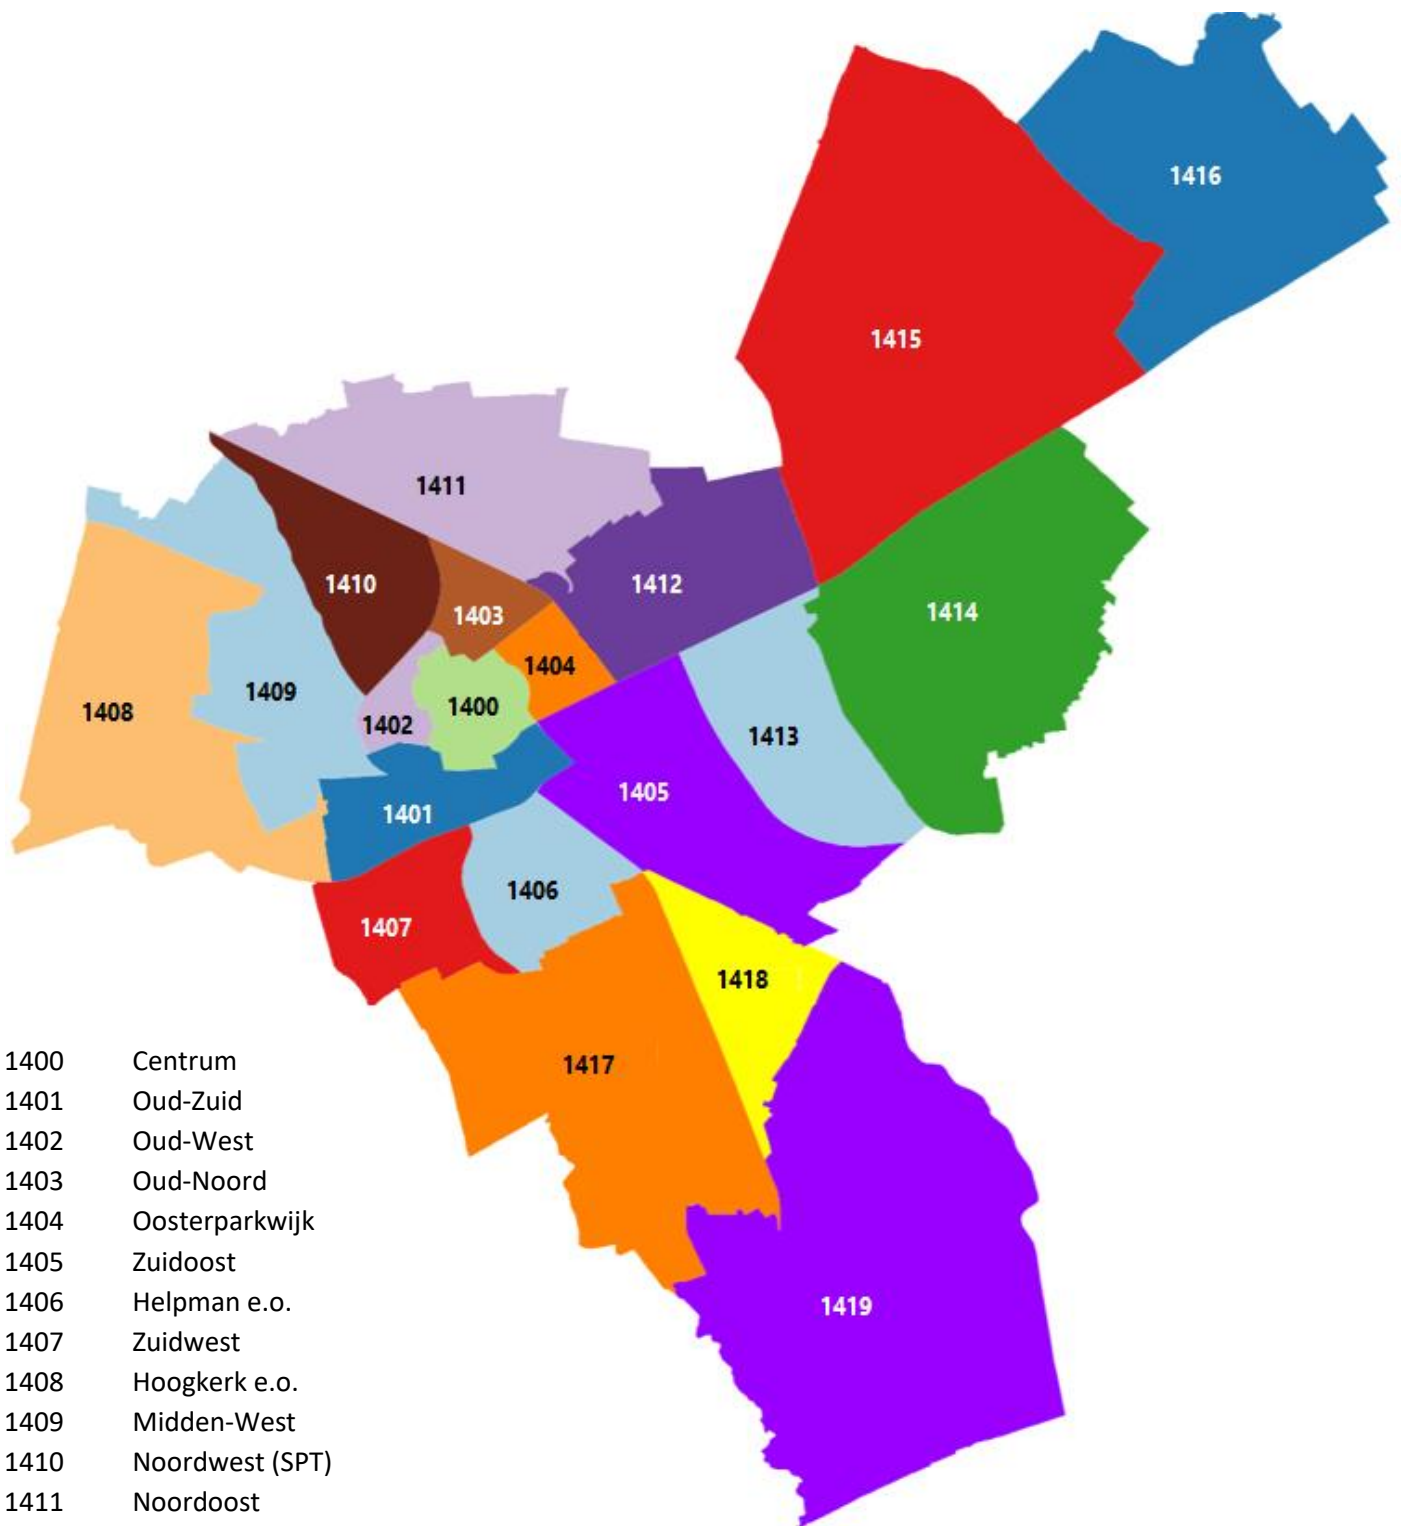 1416
1415
1411
1410
1412
1403
1414
1404
1409
1400
1408
1402
1413
1405
1401
1406
1407
1418
1417
1419
1400 Centrum
1401 Oud-Zuid
1402 Oud-West
1403 Oud-Noord
1404 Oosterparkwijk
1405 Zuidoost
1406 Helpman e.o.
1407 Zuidwest
1408 Hoogkerk e.o.
1409 Midden-West
1410 Noordwest (SPT)
1411 Noordoost